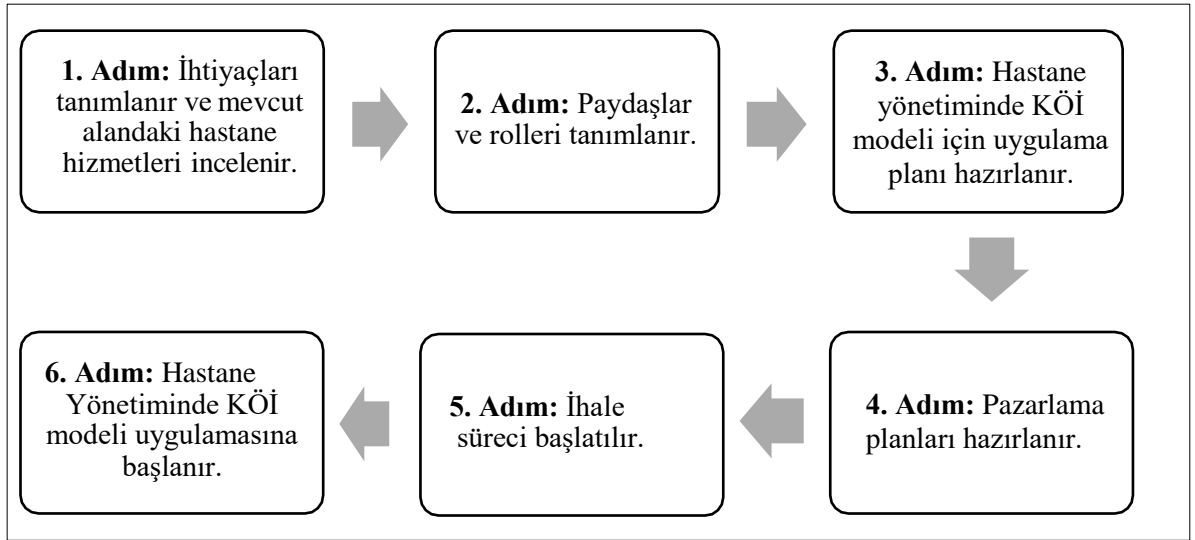 1. Adım: İhtiyaçları
tanımlanır ve mevcut
alandaki hastane
hizmetleri incelenir.
2. Adım: Paydaşlar
ve rolleri tanımlanır.
3. Adım: Hastane
yönetiminde KÖİ
modeli için uygulama
planı hazırlanır.
4. Adım: Pazarlama
planları hazırlanır.
5. Adım: İhale
süreci başlatılır.
6. Adım: Hastane
Yönetiminde KÖİ
modeli uygulamasına
başlanır.